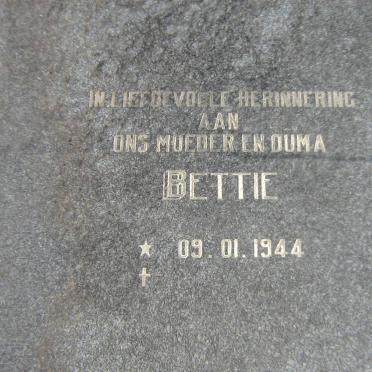 IN LIEFDEVOLLE HERINNERING
AAN
ONS MOEDER EN OUMA
BETTIE
★ 09.01.1944
✝